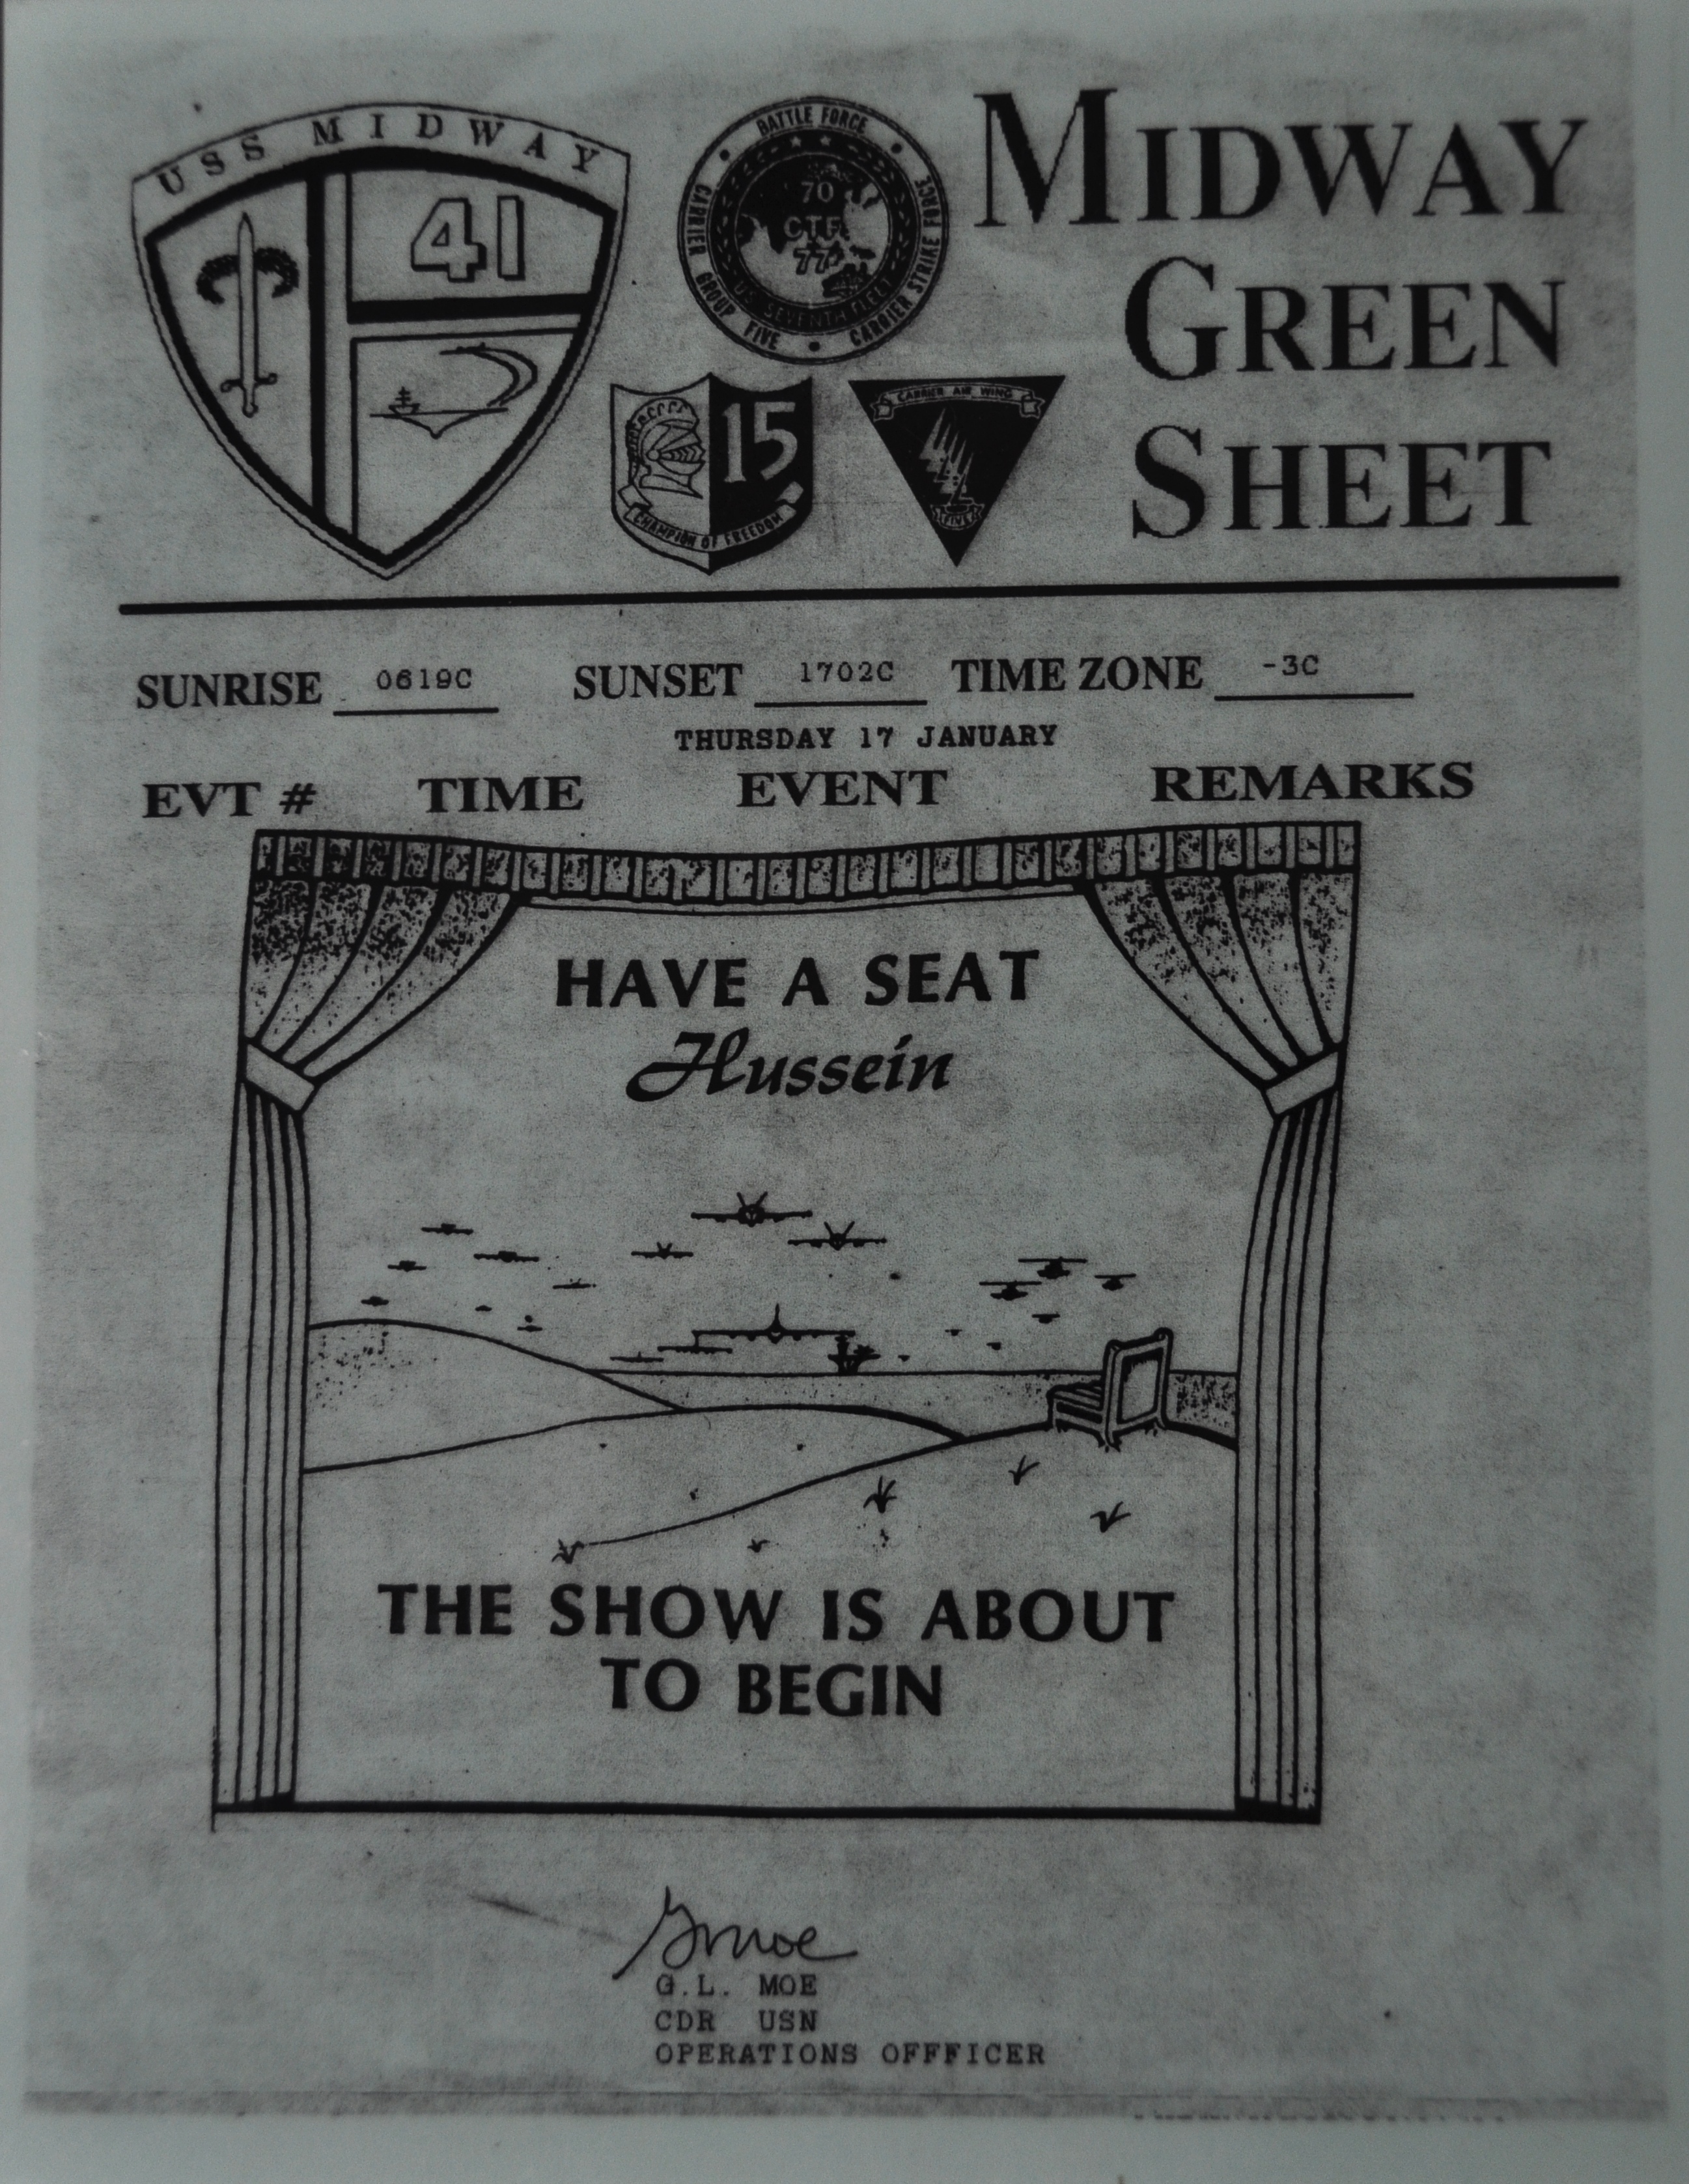 USS MIDWAY
41
BATTLE FORCE
CARRIER GROUP FIVE • CARRIER STRIKE FORCE
70
CTF
77
U.S. SEVENTH FLEET
15
CHAMPION OF FREEDOM
CARRIER AIR WING
FIVE
MIDWAY
GREEN
SHEET
SUNRISE 0619C SUNSET 1702C TIME ZONE -3C
THURSDAY 17 JANUARY
EVT # TIME EVENT REMARKS
HAVE A SEAT
Hussein
THE SHOW IS ABOUT
TO BEGIN
G.L. MOE
CDR USN
OPERATIONS OFFFICER